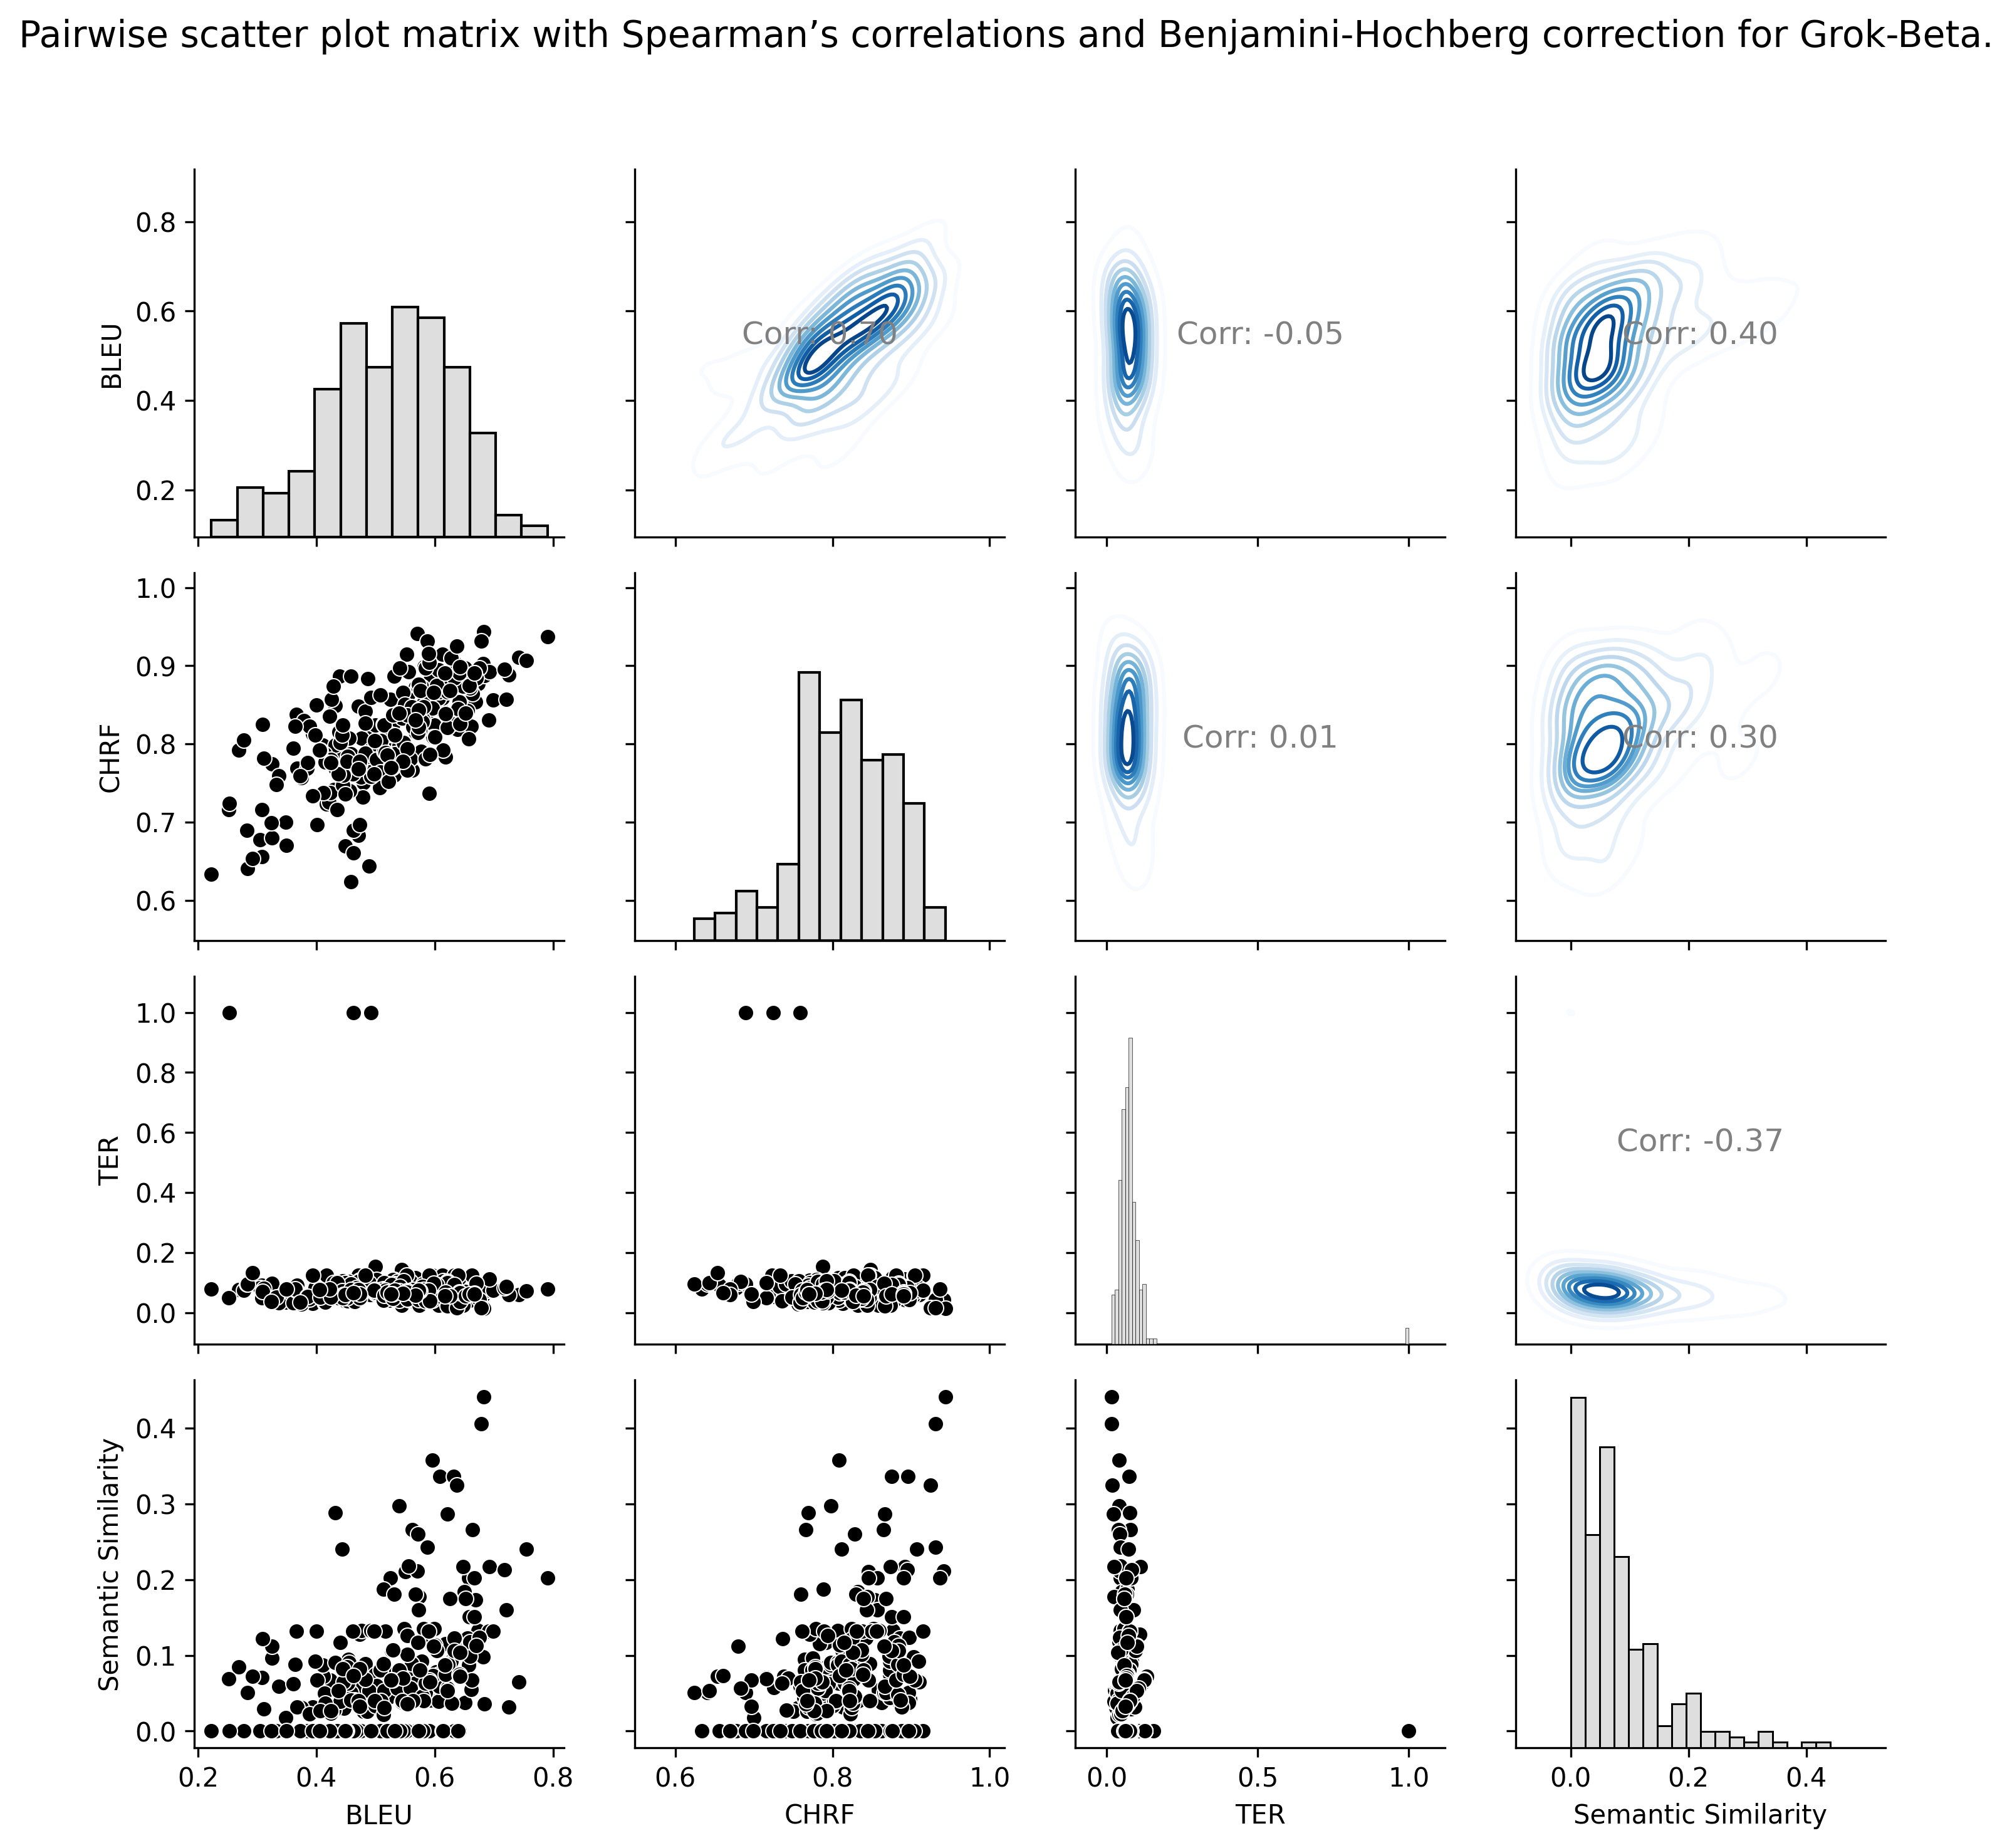 Pairwise scatter plot matrix with Spearman’s correlations and Benjamini-Hochberg correction for Grok-Beta.
BLEU
0.8
0.6
0.4
0.2
Corr: 0.70
Corr: -0.05
Corr: 0.40
CHRF
1.0
0.9
0.8
0.7
0.6
Corr: 0.01
Corr: 0.30
TER
1.0
0.8
0.6
0.4
0.2
0.0
Corr: -0.37
Semantic Similarity
0.4
0.3
0.2
0.1
0.0
0.2 0.4 0.6 0.8
0.6 0.8 1.0
0.0 0.5 1.0
0.0 0.2 0.4
BLEU
CHRF
TER
Semantic Similarity